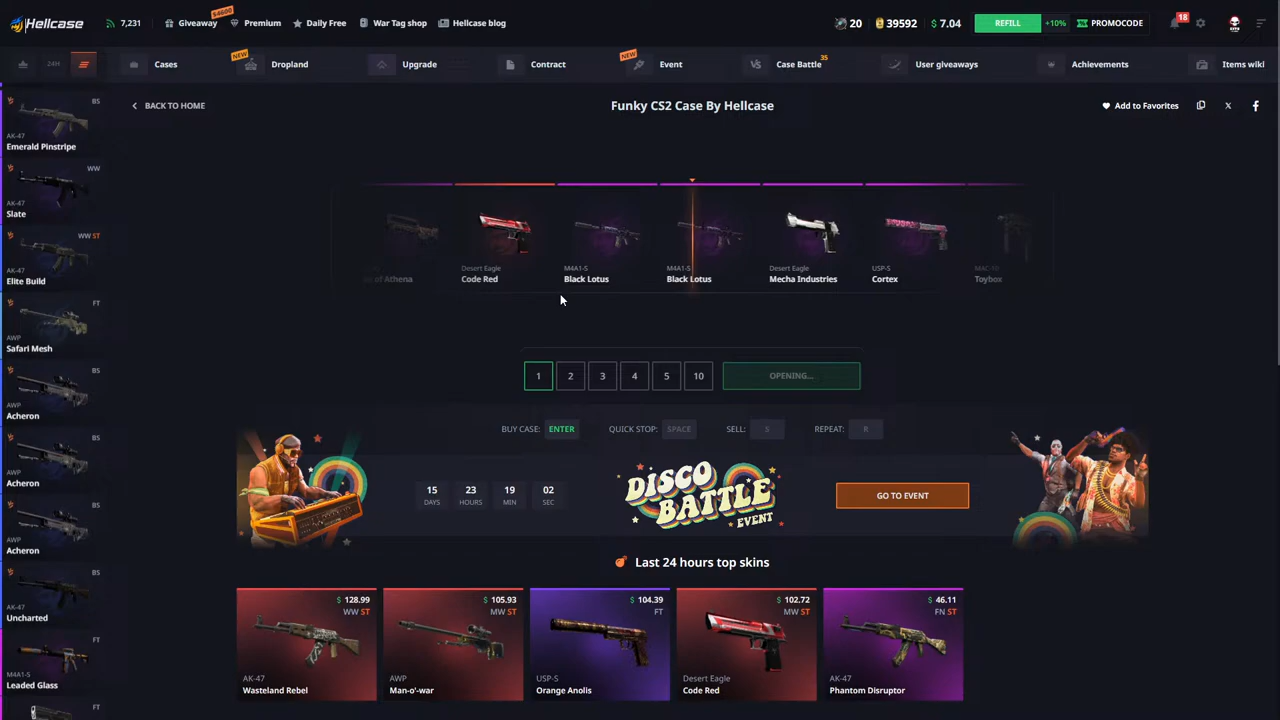 Hellcase
7,231
Giveaway
$4600
Premium
Daily Free
War Tag shop
Hellcase blog
20
39592
$ 7.04
REFILL
+10%
PROMOCODE
18
24H
Cases
NEW
Dropland
Upgrade
Contract
NEW
Event
VS
Case Battle
35
User giveaways
Achievements
Items wiki
BACK TO HOME
Funky CS2 Case By Hellcase
Add to Favorites
BS
AK-47
Emerald Pinstripe
WW
Slate
WW ST
AK-47
Elite Build
FT
AWP
Safari Mesh
BS
AWP
Acheron
BS
AWP
Acheron
BS
AWP
Acheron
BS
AK-47
Uncharted
FT
M4A1-S
Leaded Glass
FT
of Athena
Desert Eagle
Code Red
M4A1-S
Black Lotus
M4A1-S
Black Lotus
Desert Eagle
Mecha Industries
USP-S
Cortex
MAC-10
Toybox
1
2
3
4
5
10
OPENING...
BUY CASE:
ENTER
QUICK STOP:
SPACE
SELL:
S
REPEAT:
R
15
DAYS
23
HOURS
19
MIN
02
SEC
DISCO
BATTLE
EVENT
GO TO EVENT
Last 24 hours top skins
$ 128.99
WW ST
AK-47
Wasteland Rebel
$ 105.93
MW ST
AWP
Man-o'-war
$ 104.39
FT
USP-S
Orange Anolis
$ 102.72
MW ST
Desert Eagle
Code Red
$ 46.11
FN ST
AK-47
Phantom Disruptor